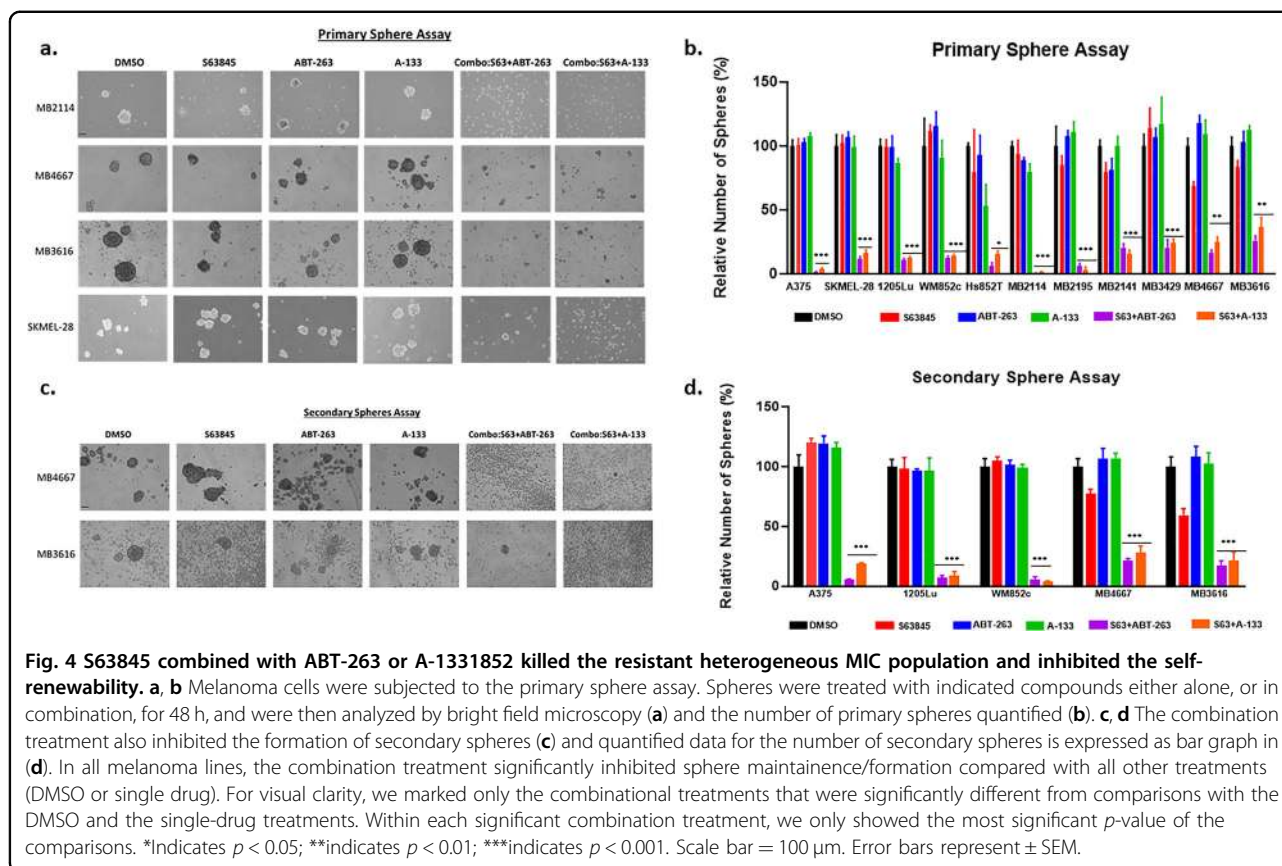 a.
Primary Sphere Assay
DMSO S63845 ABT-263 A-133 Combo:S63+ABT-263 Combo:S63+A-133
MB2114
MB4667
MB3616
SKMEL-28
b.
Primary Sphere Assay
Relative Number of Spheres (%)
150
100
50
0
*** *** *** *** * *** *** *** *** ** **
A375 SKMEL-28 1205Lu WM852c Hs852T MB2114 MB2195 MB2141 MB3429 MB4667 MB3616
DMSO S63845 ABT-263 A-133 S63+ABT-263 S63+A-133
c.
Secondary Spheres Assay
DMSO S63845 ABT-263 A-133 Combo:S63+ABT-263 Combo:S63+A-133
MB4667
MB3616
d.
Secondary Sphere Assay
Relative Number of Spheres (%)
150
100
50
0
*** *** *** *** ***
A375 1205Lu WM852c MB4667 MB3616
DMSO S63845 ABT-263 A-133 S63+ABT-263 S63+A-133
Fig. 4 S63845 combined with ABT-263 or A-1331852 killed the resistant heterogeneous MIC population and inhibited the self-
renewability. a, b Melanoma cells were subjected to the primary sphere assay. Spheres were treated with indicated compounds either alone, or in
combination, for 48 h, and were then analyzed by bright field microscopy (a) and the number of primary spheres quantified (b). c, d The combination
treatment also inhibited the formation of secondary spheres (c) and quantified data for the number of secondary spheres is expressed as bar graph in
(d). In all melanoma lines, the combination treatment significantly inhibited sphere maintainence/formation compared with all other treatments
(DMSO or single drug). For visual clarity, we marked only the combinational treatments that were significantly different from comparisons with the
DMSO and the single-drug treatments. Within each significant combination treatment, we only showed the most significant p-value of the
comparisons. *Indicates p < 0.05; **indicates p < 0.01; ***indicates p < 0.001. Scale bar = 100 μm. Error bars represent ± SEM.